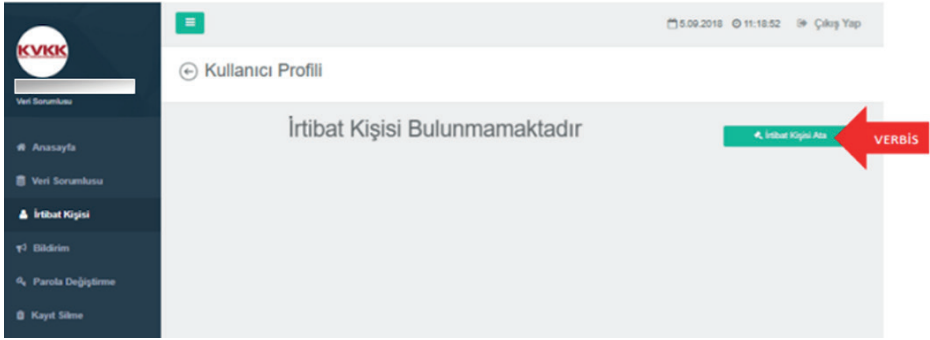 KVKK
Veri Sorumlusu
Anasayfa
Veri Sorumlusu
İrtibat Kişisi
Bildirim
Parola Değiştirme
Kayıt Silme
5.09.2018 11:18:52 Çıkış Yap
Kullanıcı Profili
İrtibat Kişisi Bulunmamaktadır
İrtibat Kişisi Ata
VERBİS